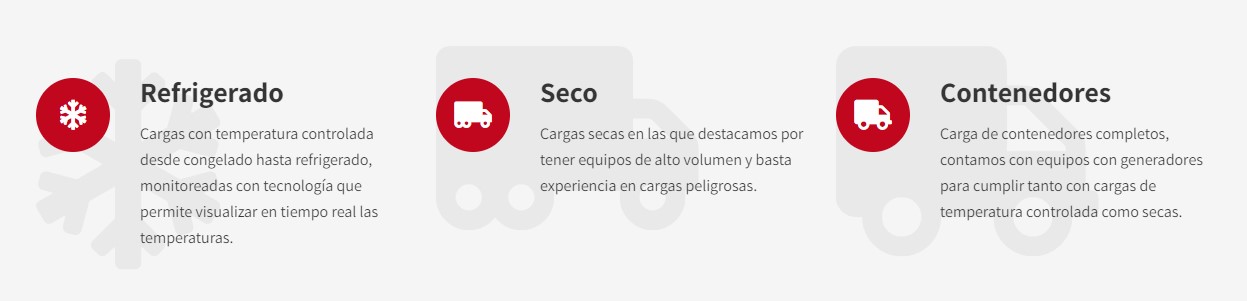 Refrigerado
Cargas con temperatura controlada
desde congelado hasta refrigerado,
monitoreadas con tecnología que
permite visualizar en tiempo real las
temperaturas.
Seco
Cargas secas en las que destacamos por
tener equipos de alto volumen y basta
experiencia en cargas peligrosas.
Contenedores
Carga de contenedores completos,
contamos con equipos con generadores
para cumplir tanto con cargas de
temperatura controlada como secas.